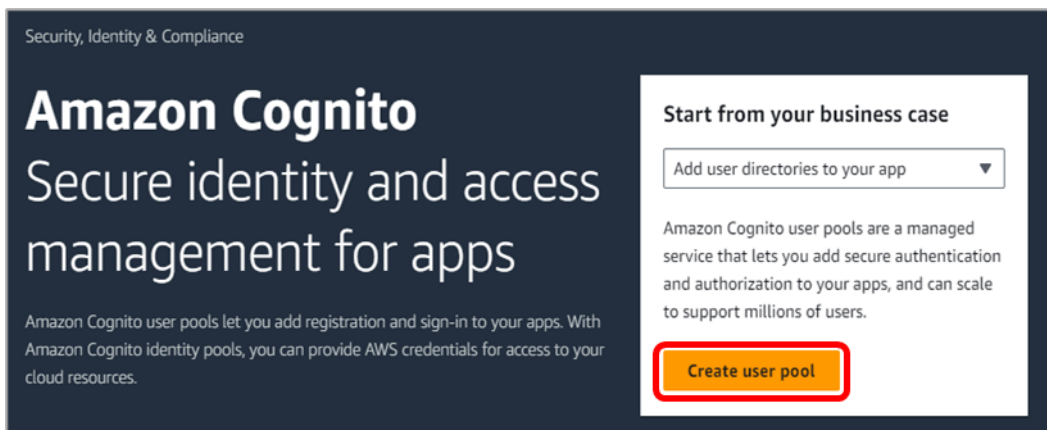 Security, Identity & Compliance
Amazon Cognito
Secure identity and access
management for apps
Amazon Cognito user pools let you add registration and sign-in to your apps. With
Amazon Cognito identity pools, you can provide AWS credentials for access to your
cloud resources.
Start from your business case
Add user directories to your app
Amazon Cognito user pools are a managed
service that lets you add secure authentication
and authorization to your apps, and can scale
to support millions of users.
Create user pool